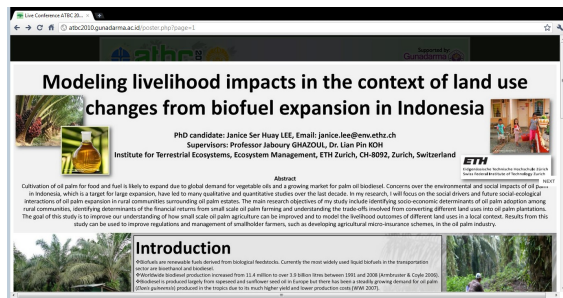 Live Conference ATBC 20...
atbc2010.gunadarma.ac.id/poster.php?page=1
atbc
Supported by
Gunadarma
Modeling livelihood impacts in the context of land use
changes from biofuel expansion in Indonesia
PhD candidate: Janice Ser Huay LEE, Email: janice.lee@env.ethz.ch
Supervisors: Professor Jaboury GHAZOUL, Dr. Lian Pin KOH
Institute for Terrestrial Ecosystems, Ecosystem Management, ETH Zurich, CH-8092, Zurich, Switzerland
ETH
Eidgenössische Technische Hochschule Zürich
Swiss Federal Institute of Technology Zurich
NEXT
Abstract
Cultivation of oil palm for food and fuel is likely to expand due to global demand for vegetable oils and a growing market for palm oil biodiesel. Concerns over the environmental and social impacts of oil palm
in Indonesia, which is a target for large expansion, have led to many qualitative and quantitative studies over the last decade. In my research, I will focus on the social drivers and future social-ecological
interactions of oil palm expansion in rural communities surrounding oil palm estates. The main research objectives of my study include identifying socio-economic determinants of oil palm adoption among
rural communities, identifying determinants of the financial returns from small scale oil palm farming and understanding the trade-offs involved from converting different land uses into oil palm plantations.
The goal of this study is to improve our understanding of how small scale oil palm agriculture can be improved and to model the livelihood outcomes of different land uses in a local context. Results from this
study can be used to improve regulations and management of smallholder farmers, such as developing agricultural micro-insurance schemes, in the oil palm industry.
Introduction
❖Biofuels are renewable fuels derived from biological feedstocks. Currently the most widely used liquid biofuels in the transportation
sector are bioethanol and biodiesel.
❖Worldwide biodiesel production increased from 11.4 million to over 3.9 billion litres between 1991 and 2008 (Armbruster & Coyle 2006).
❖Biodiesel is produced largely from rapeseed and sunflower seed oil in Europe but there has been a steadily growing demand for oil palm
(Elaeis guineensis) produced in the tropics due to its much higher yield and lower production costs (WWI 2007).